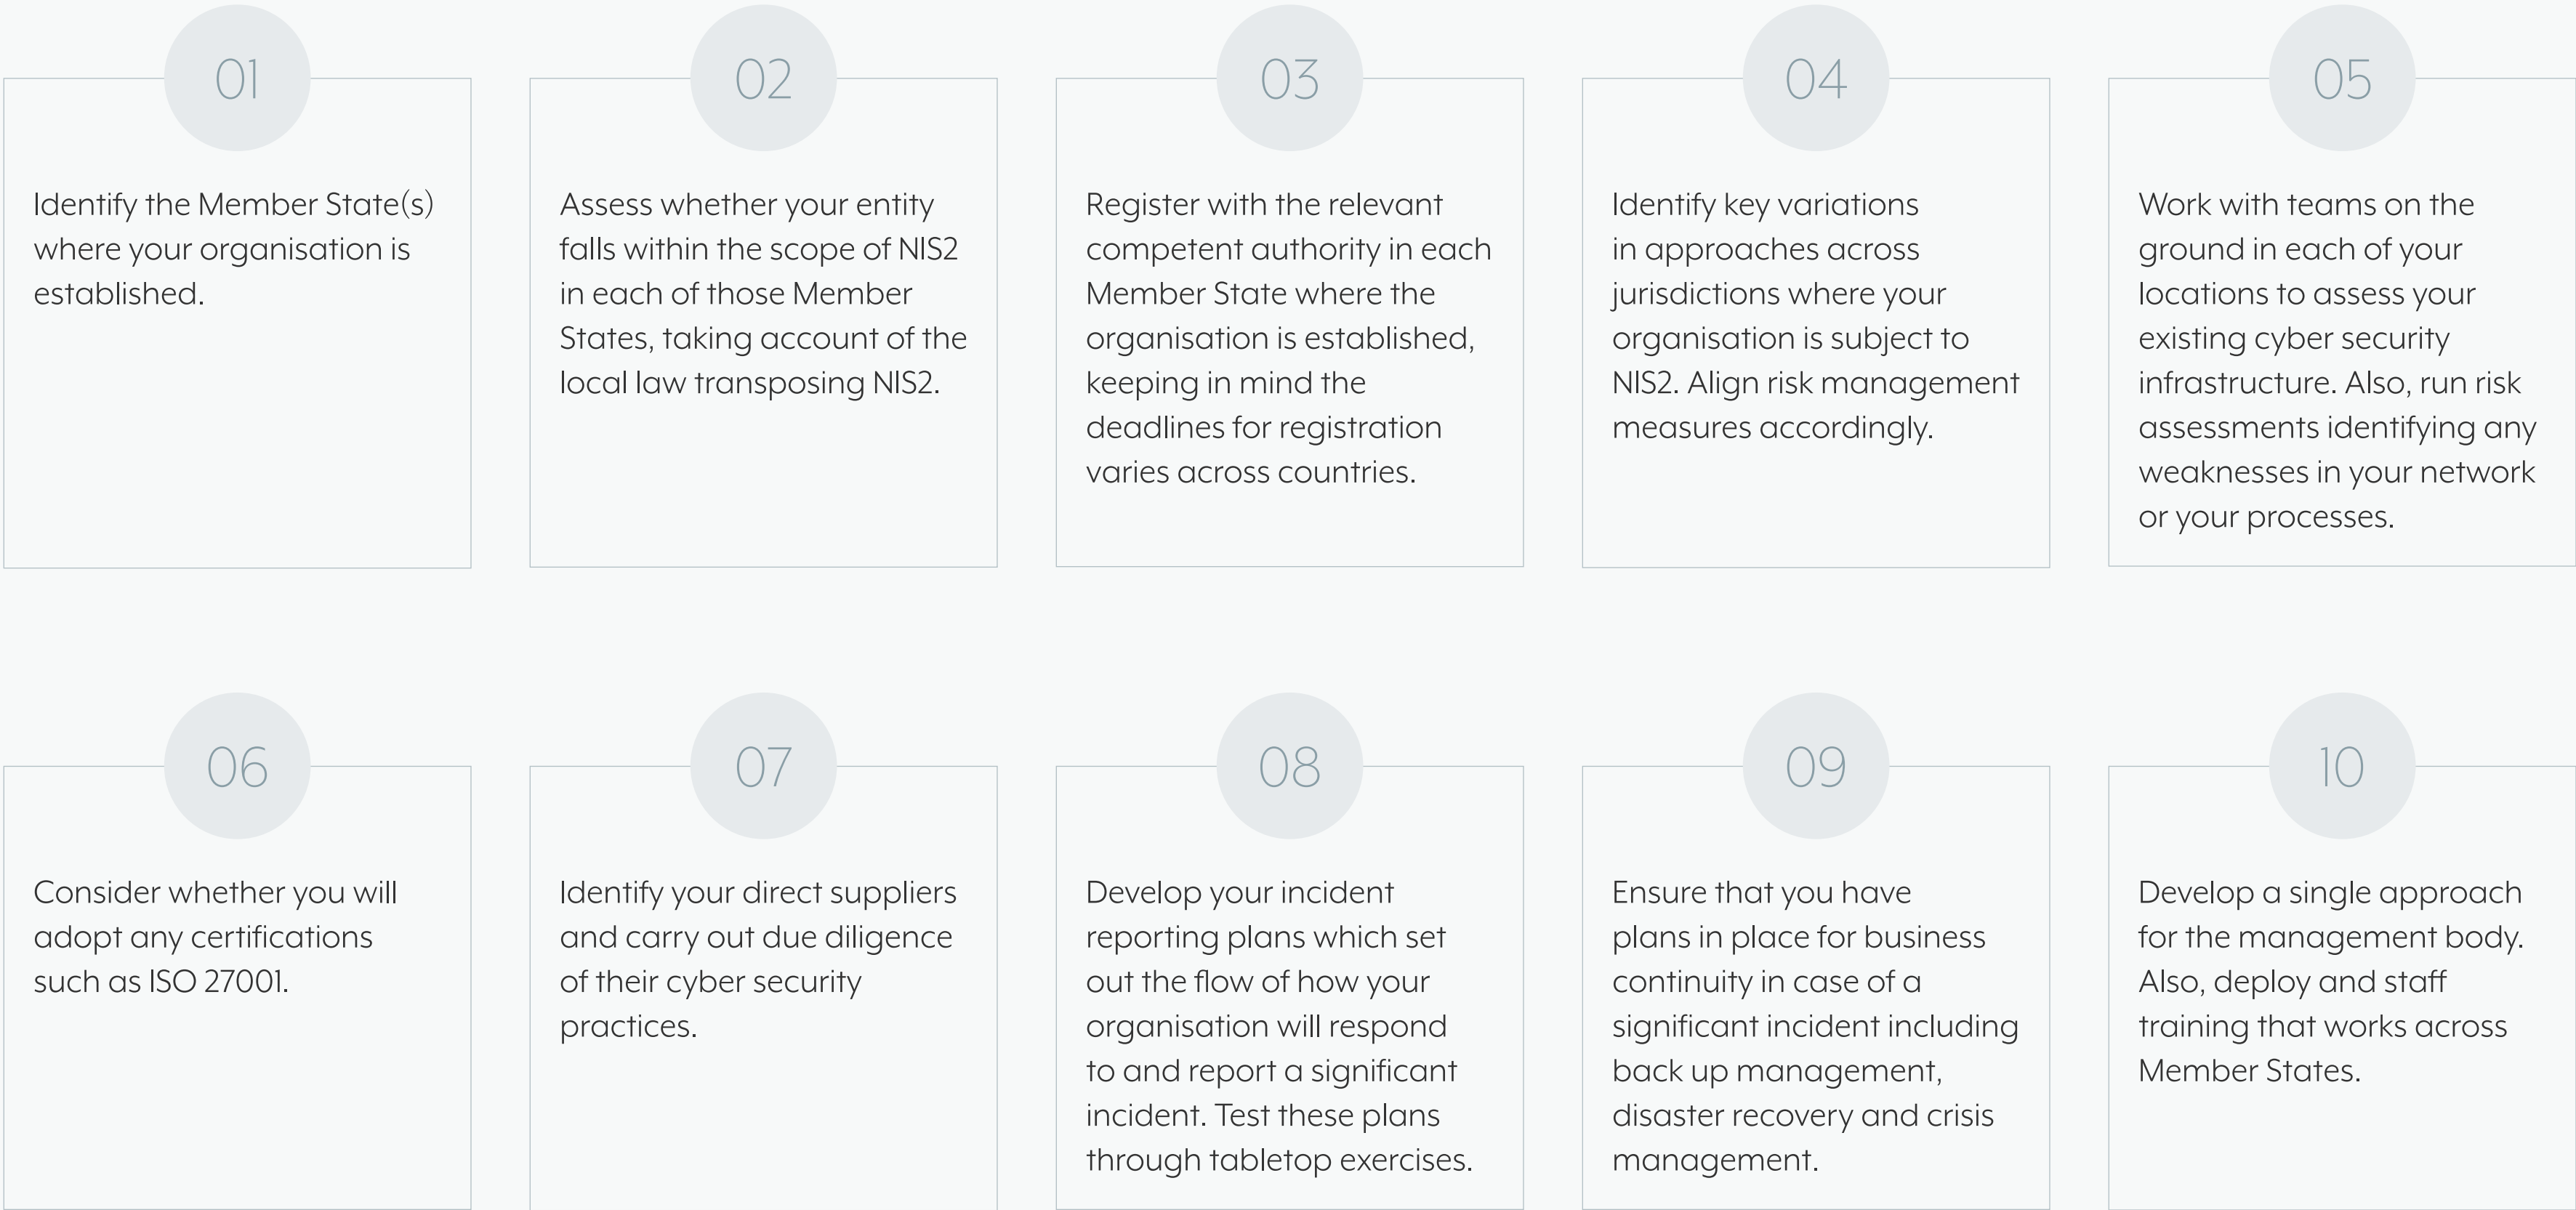 01
Identify the Member State(s)
where your organisation is
established.
02
Assess whether your entity
falls within the scope of NIS2
in each of those Member
States, taking account of the
local law transposing NIS2.
03
Register with the relevant
competent authority in each
Member State where the
organisation is established,
keeping in mind the
deadlines for registration
varies across countries.
04
Identify key variations
in approaches across
jurisdictions where your
organisation is subject to
NIS2. Align risk management
measures accordingly.
05
Work with teams on the
ground in each of your
locations to assess your
existing cyber security
infrastructure. Also, run risk
assessments identifying any
weaknesses in your network
or your processes.
06
Consider whether you will
adopt any certifications
such as ISO 27001.
07
Identify your direct suppliers
and carry out due diligence
of their cyber security
practices.
08
Develop your incident
reporting plans which set
out the flow of how your
organisation will respond
to and report a significant
incident. Test these plans
through tabletop exercises.
09
Ensure that you have
plans in place for business
continuity in case of a
significant incident including
back up management,
disaster recovery and crisis
management.
10
Develop a single approach
for the management body.
Also, deploy and staff
training that works across
Member States.